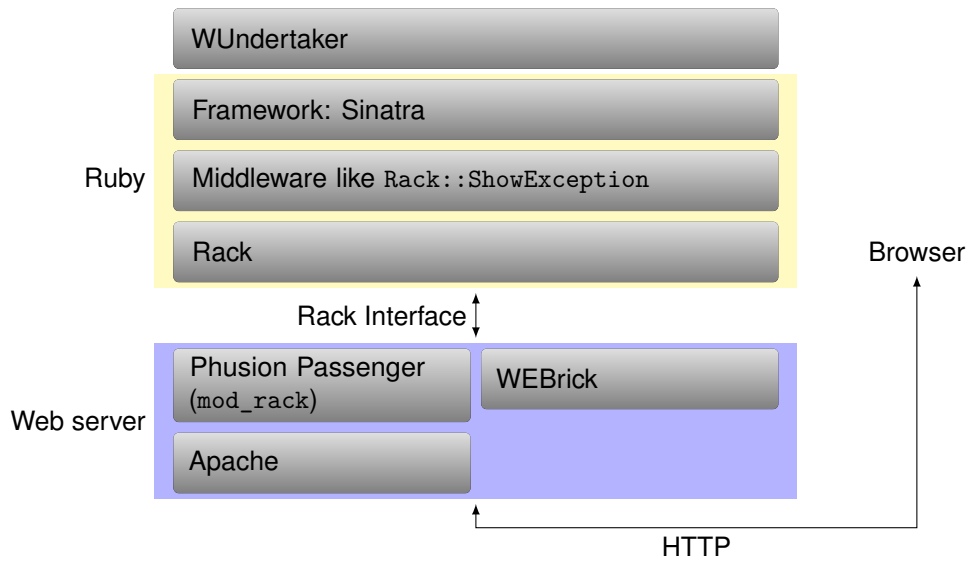 WUndertaker
Framework: Sinatra
Ruby
Middleware like Rack::ShowException
Rack
Browser
Rack Interface
Phusion Passenger
(mod_rack)
WEBrick
Web server
Apache
HTTP